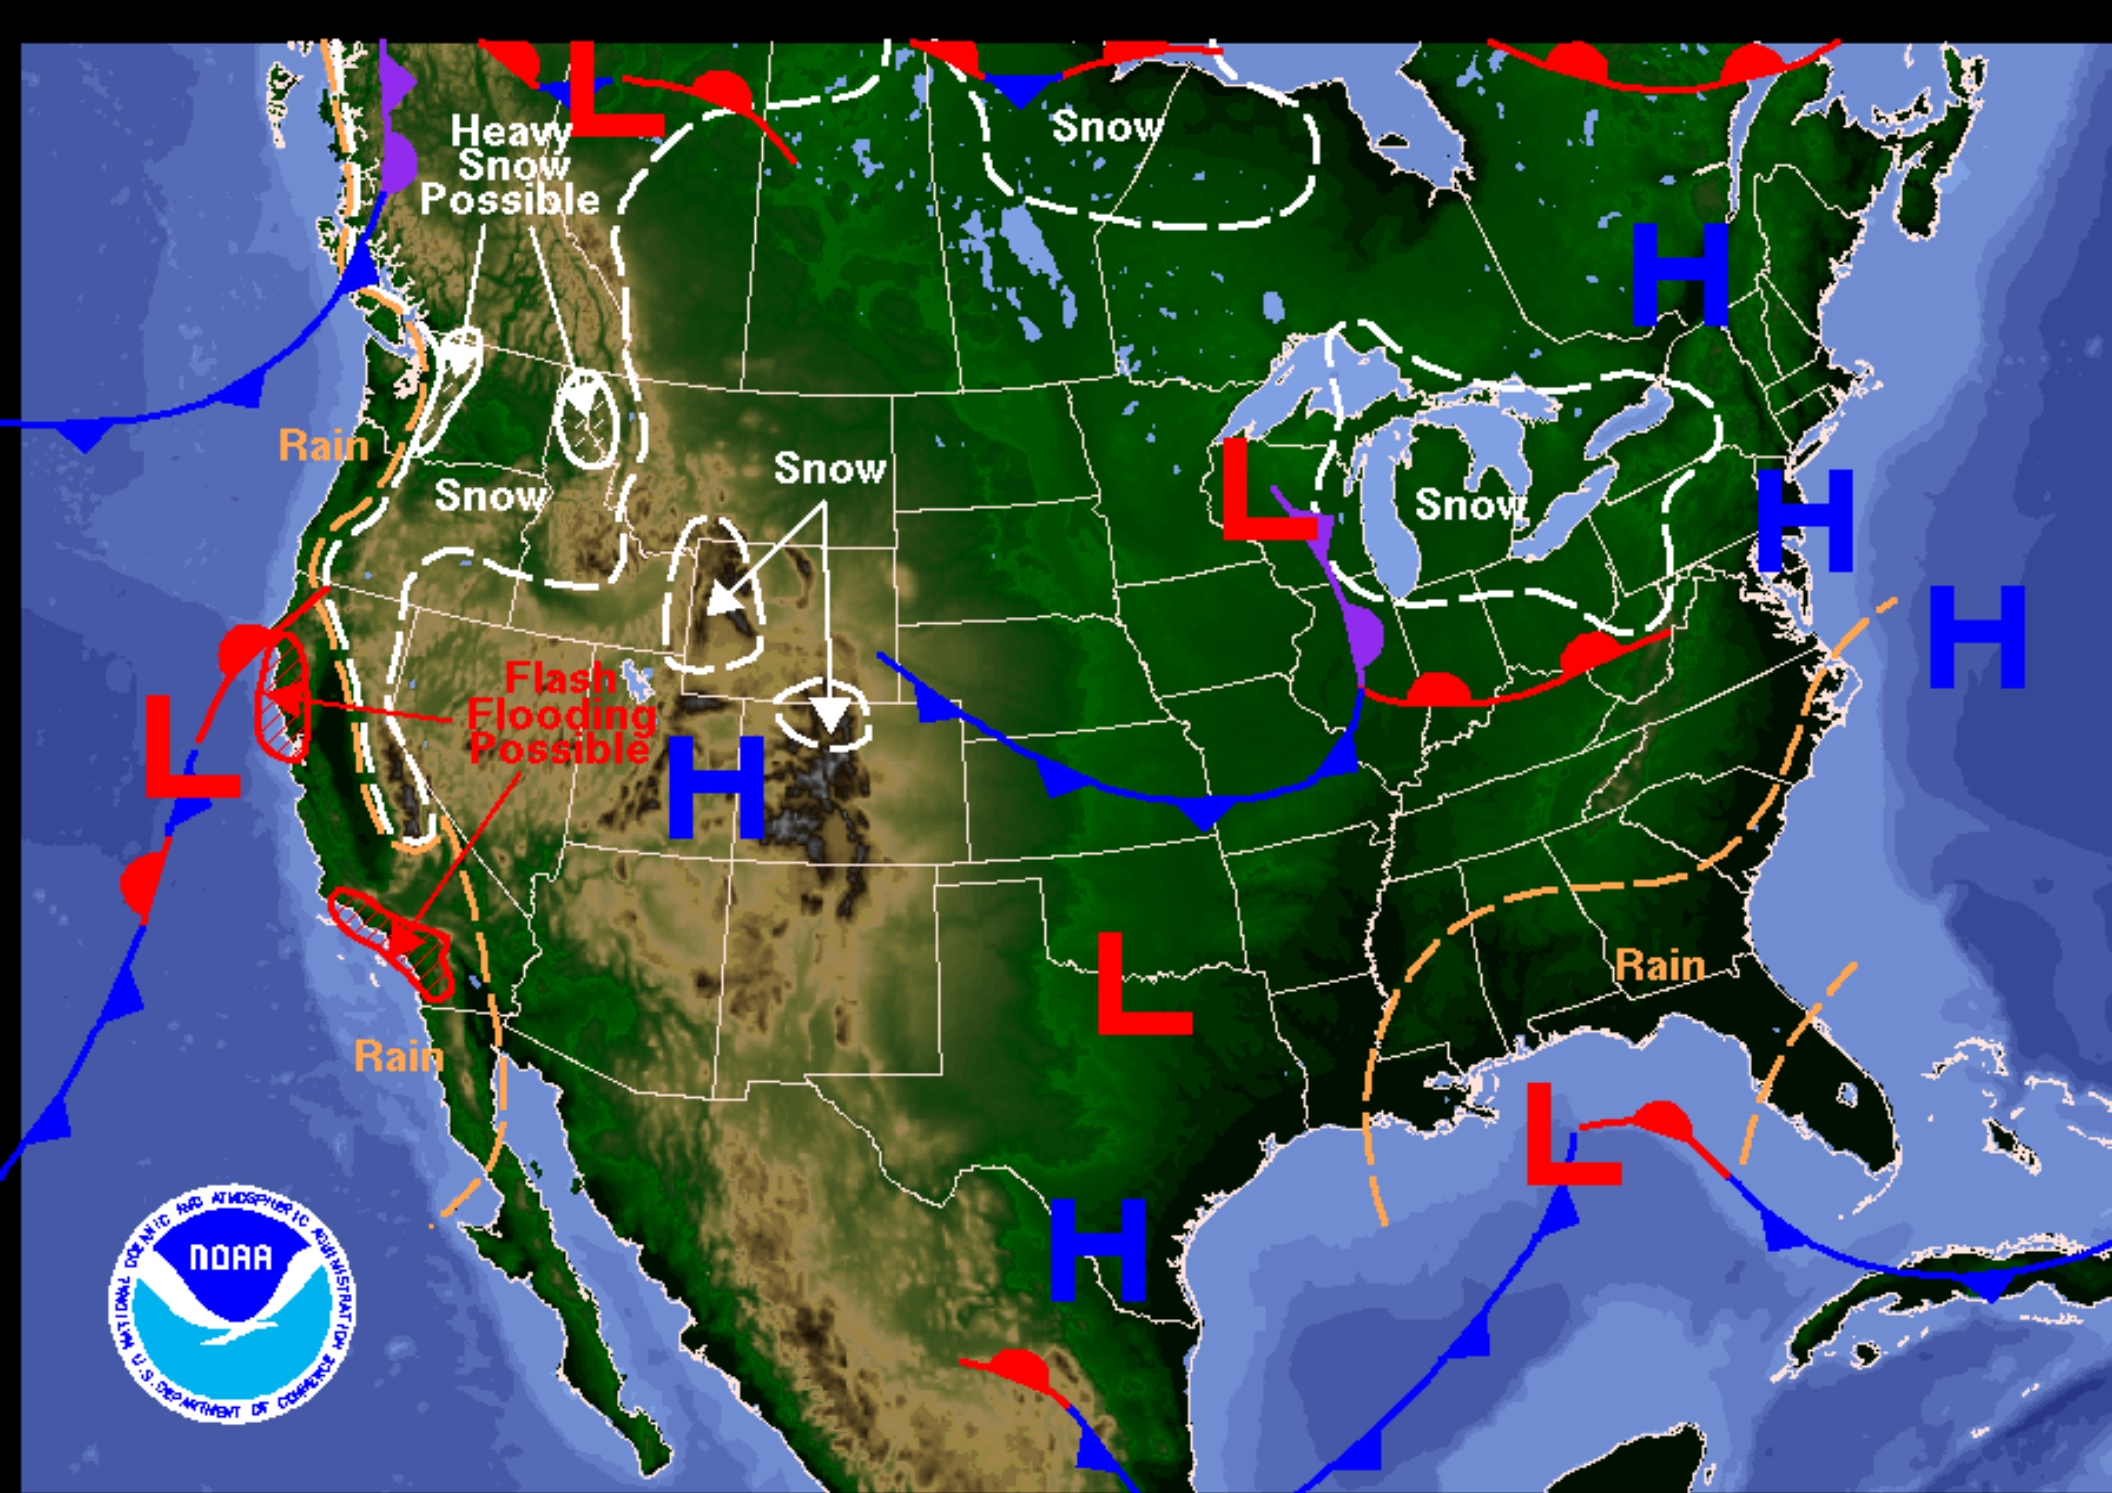 Heavy
Snow
Possible
Snow
L
H
Rain
Snow
Snow
L
Snow
H
H
L
Flash
Flooding
Possible
H
L
Rain
L
Rain
L
H
NATIONAL OCEANIC AND ATMOSPHERIC ADMINISTRATION
NOAA
U.S. DEPARTMENT OF COMMERCE